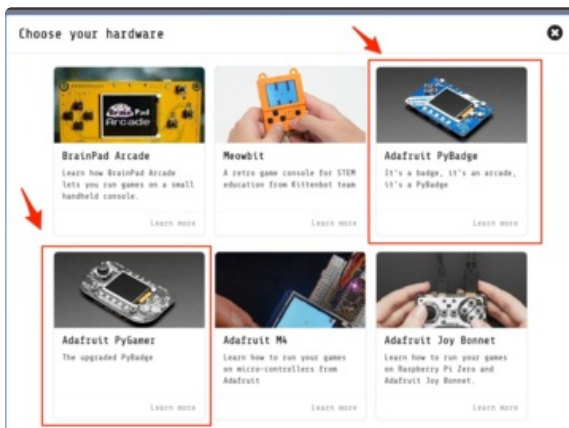 Choose your hardware
BrainPad
Arcade
BrainPad Arcade
Learn how BrainPad Arcade
lets you run games on a small
handheld console.
Learn more
Meowbit
A retro game console for STEM
education from Kittenbot team
Learn more
Adafruit PyBadge
It's a badge, it's an arcade,
it's a PyBadge
Learn more
Adafruit PyGamer
The upgraded PyBadge
Learn more
Adafruit M4
Learn how to run your games
on micro-controllers from
Adafruit
Learn more
Adafruit Joy Bonnet
Learn how to run your games
on Raspberry Pi Zero and
Adafruit Joy Bonnet.
Learn more